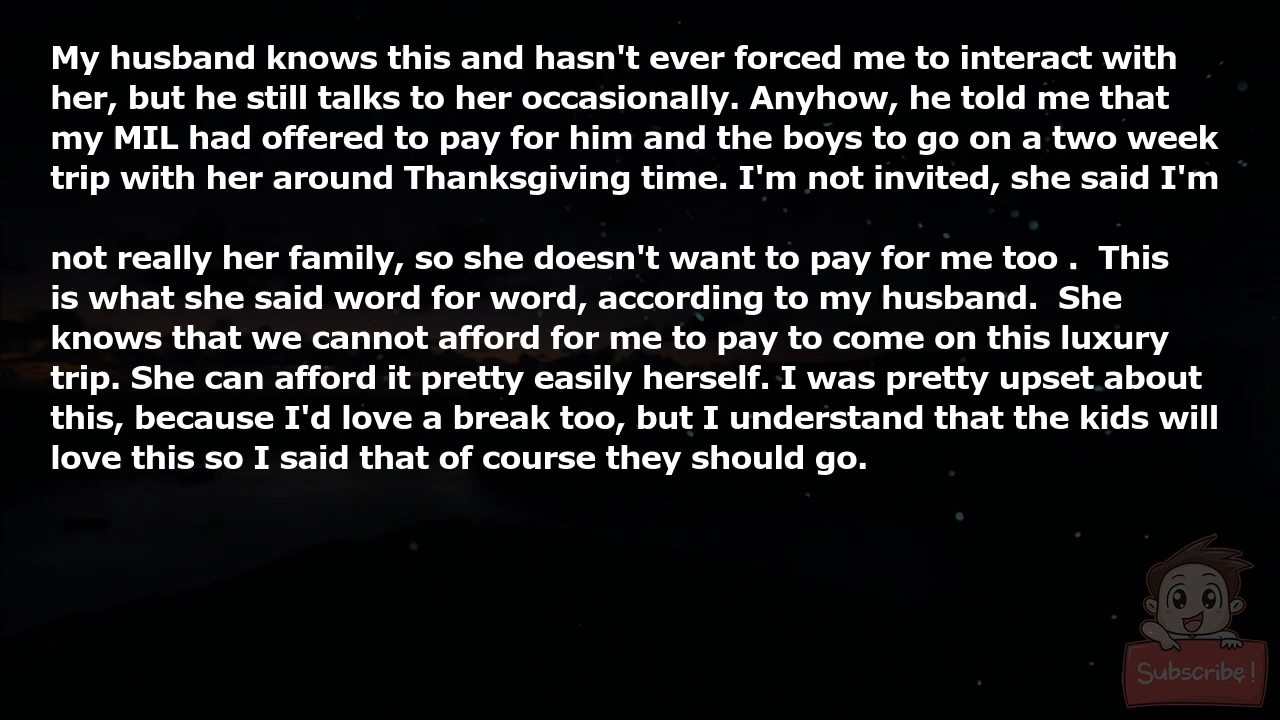 My husband knows this and hasn't ever forced me to interact with
her, but he still talks to her occasionally. Anyhow, he told me that
my MIL had offered to pay for him and the boys to go on a two week
trip with her around Thanksgiving time. I'm not invited, she said I'm
not really her family, so she doesn't want to pay for me too .  This
is what she said word for word, according to my husband.  She
knows that we cannot afford for me to pay to come on this luxury
trip. She can afford it pretty easily herself. I was pretty upset about
this, because I'd love a break too, but I understand that the kids will
love this so I said that of course they should go.
Subscribe!